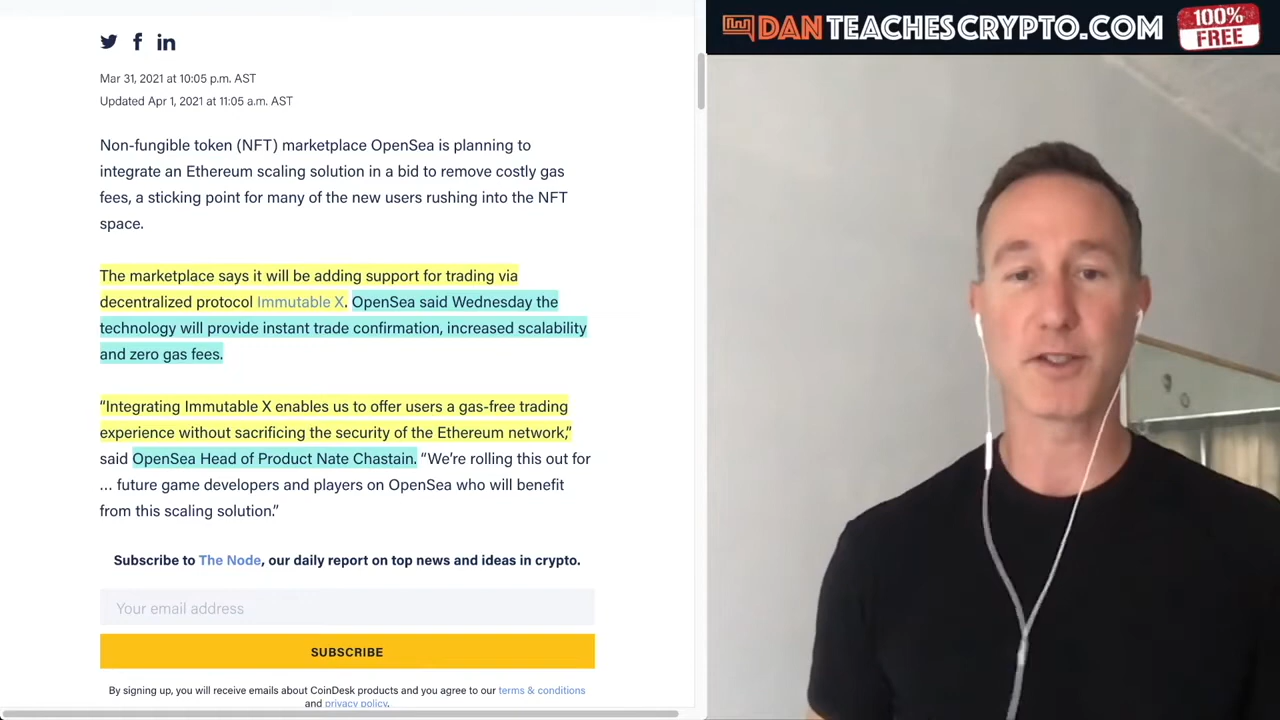 DANTEACHESCRYPTO.COM
100%
FREE
Mar 31, 2021 at 10:05 p.m. AST
Updated Apr 1, 2021 at 11:05 a.m. AST
Non-fungible token (NFT) marketplace OpenSea is planning to
integrate an Ethereum scaling solution in a bid to remove costly gas
fees, a sticking point for many of the new users rushing into the NFT
space.
The marketplace says it will be adding support for trading via
decentralized protocol Immutable X. OpenSea said Wednesday the
technology will provide instant trade confirmation, increased scalability
and zero gas fees.
“Integrating Immutable X enables us to offer users a gas-free trading
experience without sacrificing the security of the Ethereum network,”
said OpenSea Head of Product Nate Chastain. “We’re rolling this out for
… future game developers and players on OpenSea who will benefit
from this scaling solution.”
Subscribe to The Node, our daily report on top news and ideas in crypto.
Your email address
SUBSCRIBE
By signing up, you will receive emails about CoinDesk products and you agree to our terms & conditions
and privacy policy.